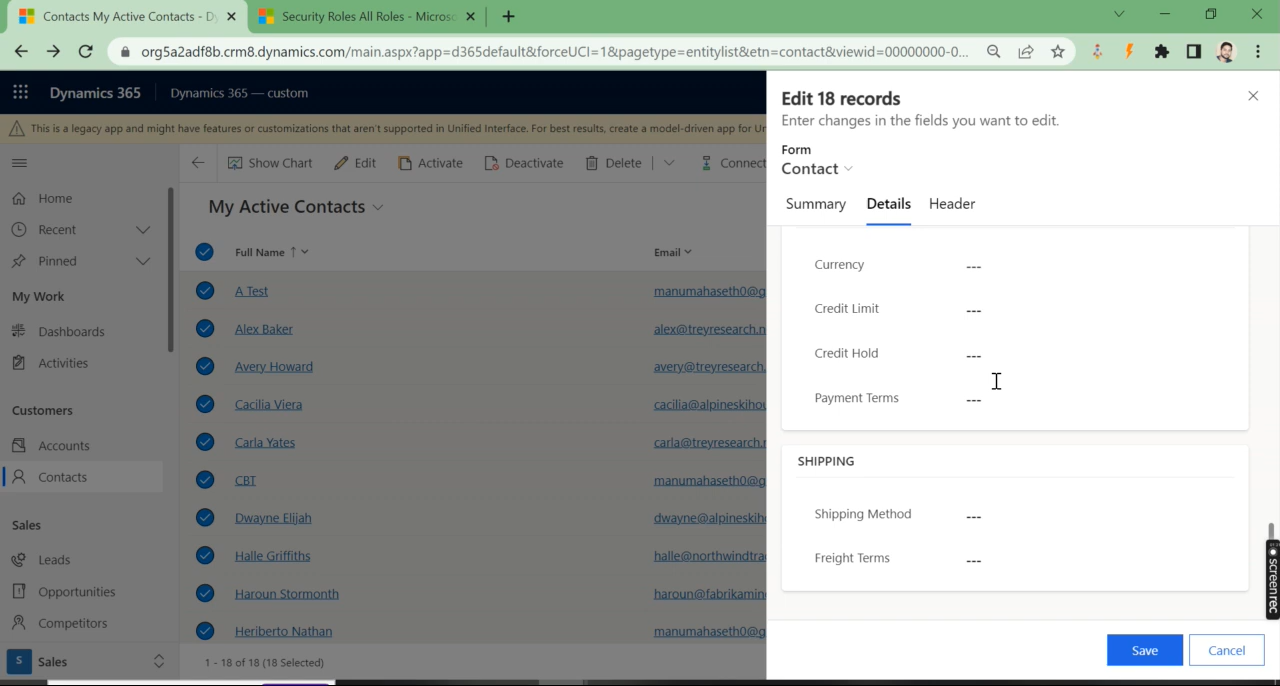 Contacts My Active Contacts - Dy
Security Roles All Roles - Microso
org5a2adf8b.crm8.dynamics.com/main.aspx?app=d365default&forceUCI=1&pagetype=entitylist&etn=contact&viewid=00000000-0...
Dynamics 365
Dynamics 365 — custom
This is a legacy app and might have features or customizations that aren't supported in Unified Interface. For best results, create a model-driven app for Un
Show Chart
Edit
Activate
Deactivate
Delete
Connect
Home
Recent
Pinned
My Work
Dashboards
Activities
Customers
Accounts
Contacts
Sales
Leads
Opportunities
Competitors
S Sales
My Active Contacts
Full Name ↑
Email
A Test
manumahaseth0@g
Alex Baker
alex@treyresearch.n
Avery Howard
avery@treyresearch.
Cacilia Viera
cacilia@alpineskihou
Carla Yates
carla@treyresearch.n
CBT
manumahaseth0@g
Dwayne Elijah
dwayne@alpineskih
Halle Griffiths
halle@northwindtra
Haroun Stormonth
haroun@fabrikamin
Heriberto Nathan
manumahaseth0@g
1 - 18 of 18 (18 Selected)
Edit 18 records
Enter changes in the fields you want to edit.
Form
Contact
Summary
Details
Header
Currency ---
Credit Limit ---
Credit Hold ---
Payment Terms ---
SHIPPING
Shipping Method ---
Freight Terms ---
Save
Cancel
screenrec